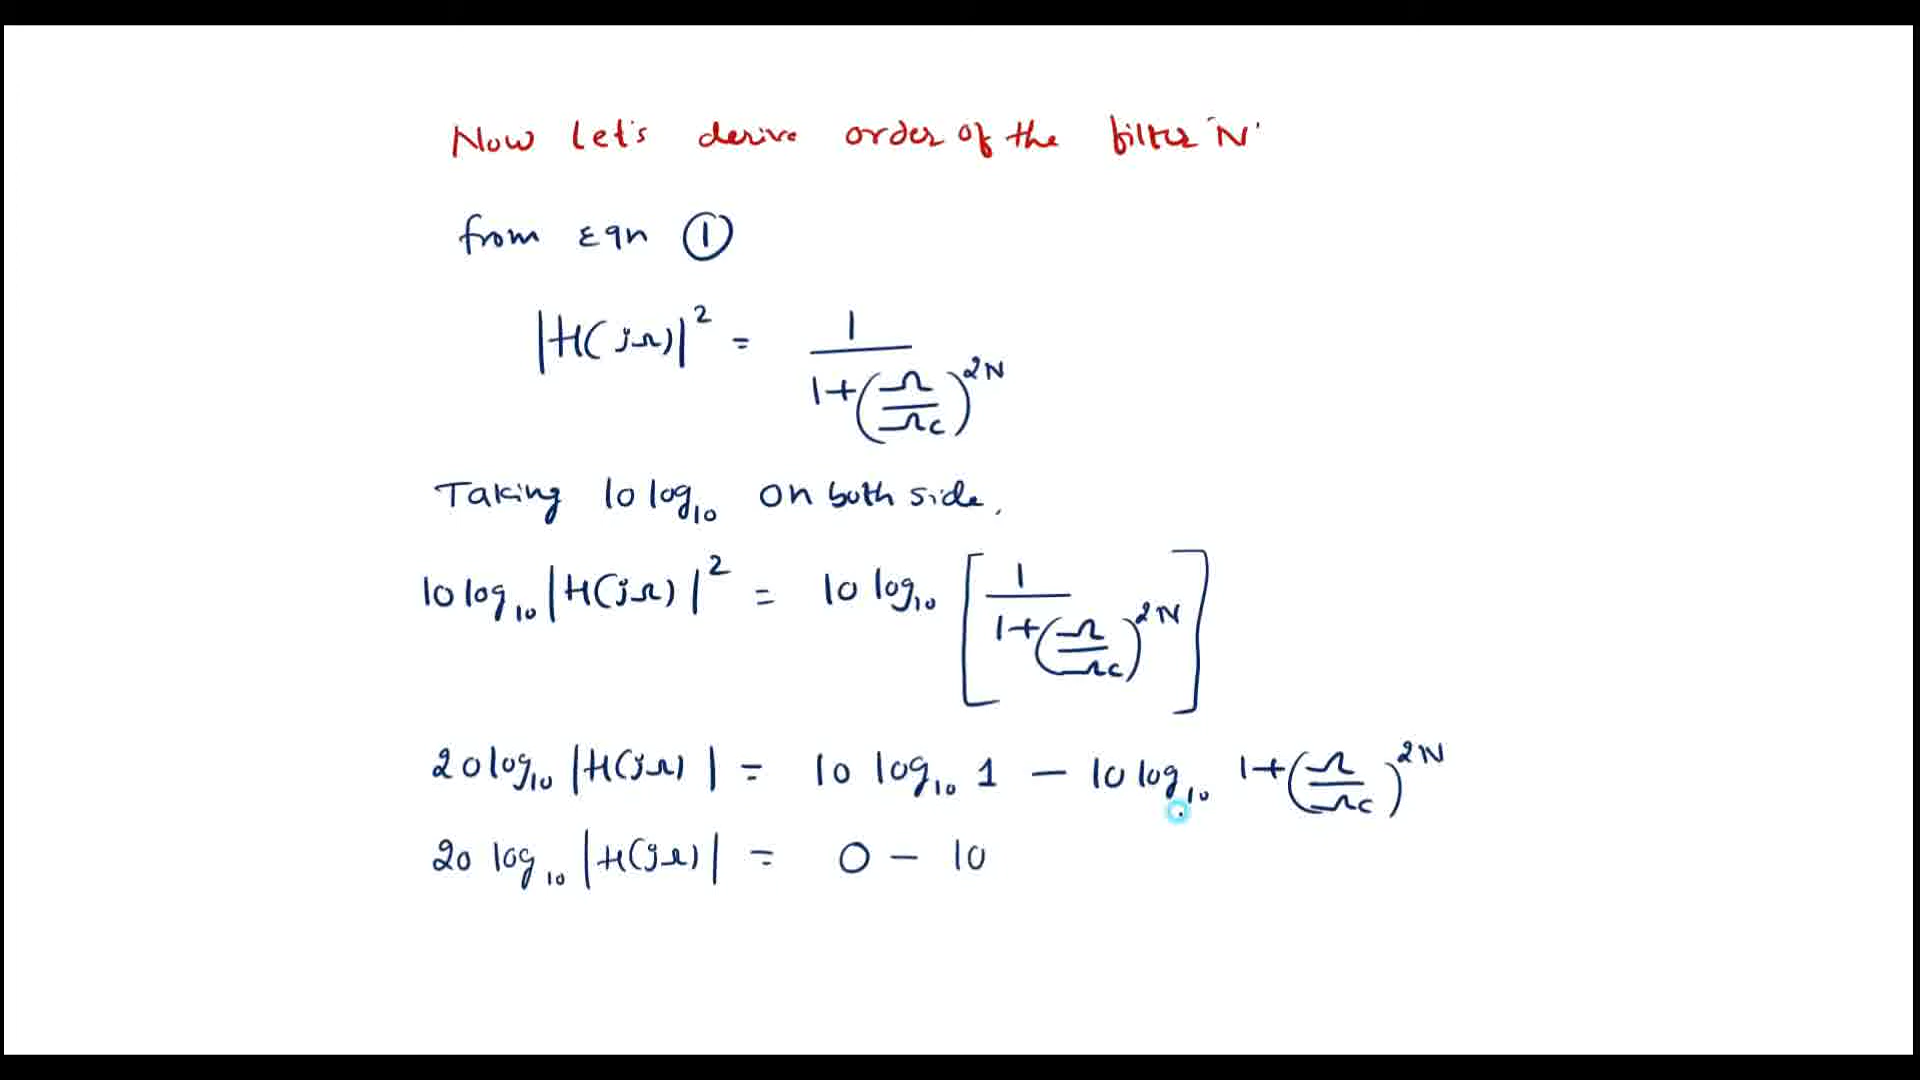 Now let's derive order of the filter 'N'
from Eqn ①
|H(jΩ)|² = 1 / 1+(Ω/Ωc)^2N
Taking 10 log₁₀ on both side.
10 log₁₀ |H(jΩ)|² = 10 log₁₀ [1 / 1+(Ω/Ωc)^2N]
20 log₁₀ |H(jΩ)| = 10 log₁₀ 1 − 10 log₁₀ 1+(Ω/Ωc)^2N
20 log₁₀ |H(jΩ)| = 0 − 10